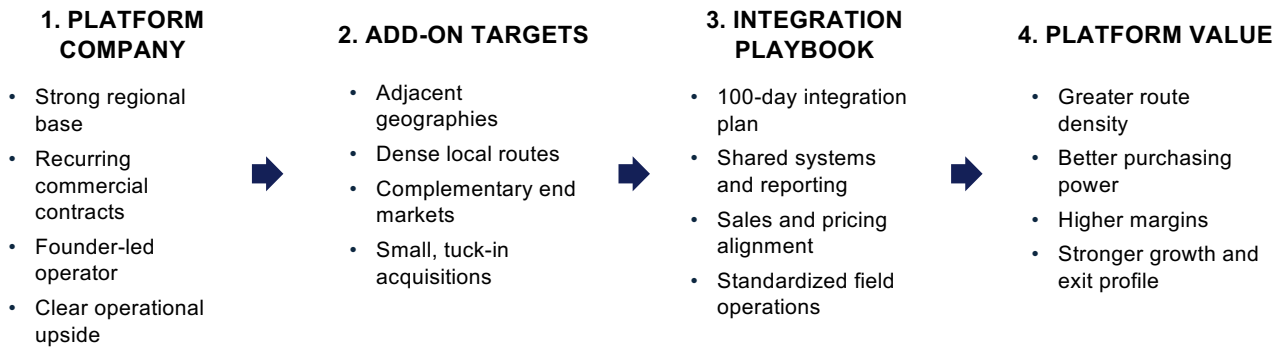 1. PLATFORM
COMPANY
• Strong regional
base
• Recurring
commercial
contracts
• Founder-led
operator
• Clear operational
upside
2. ADD-ON TARGETS
• Adjacent
geographies
• Dense local routes
• Complementary end
markets
• Small, tuck-in
acquisitions
3. INTEGRATION
PLAYBOOK
• 100-day integration
plan
• Shared systems
and reporting
• Sales and pricing
alignment
• Standardized field
operations
4. PLATFORM VALUE
• Greater route
density
• Better purchasing
power
• Higher margins
• Stronger growth and
exit profile